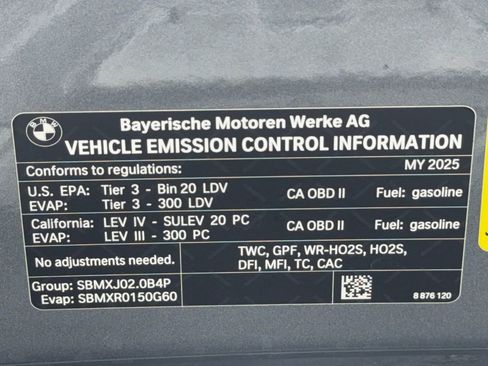 BMW
Bayerische Motoren Werke AG
VEHICLE EMISSION CONTROL INFORMATION
Conforms to regulations: MY 2025
U.S. EPA: Tier 3 - Bin 20 LDV CA OBD II Fuel: gasoline
EVAP: Tier 3 - 300 LDV
California: LEV IV - SULEV 20 PC CA OBD II Fuel: gasoline
EVAP: LEV III - 300 PC
No adjustments needed. TWC, GPF, WR-HO2S, HO2S,
DFI, MFI, TC, CAC
Group: SBMXJ02.0B4P
Evap: SBMXR0150G60 8 876 120